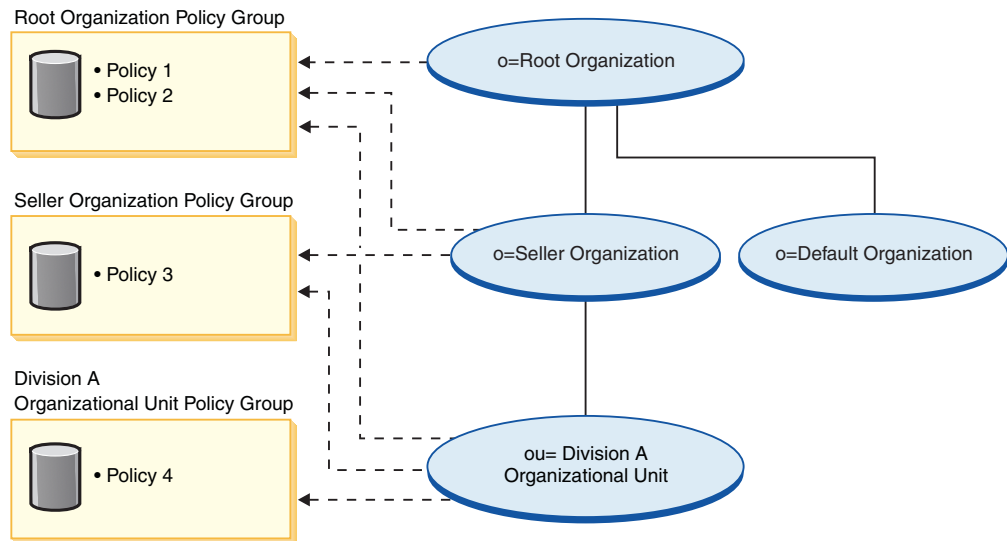 Root Organization Policy Group
• Policy 1
• Policy 2
o=Root Organization
Seller Organization Policy Group
• Policy 3
o=Seller Organization
o=Default Organization
Division A
Organizational Unit Policy Group
• Policy 4
ou= Division A
Organizational Unit